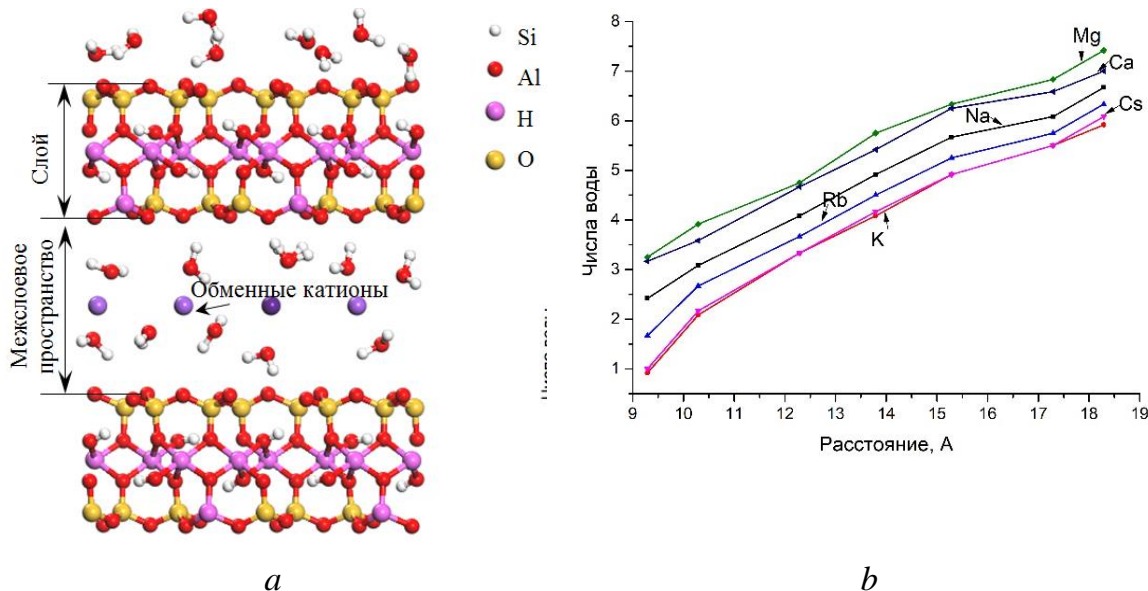 Слой
Межслоевое
пространство
Обменные катионы
Si
Al
H
O
a
Числа воды
8
7
6
5
4
3
2
1
Mg
Ca
Na
Cs
Rb
K
9 10 11 12 13 14 15 16 17 18 19
Расстояние, А
b